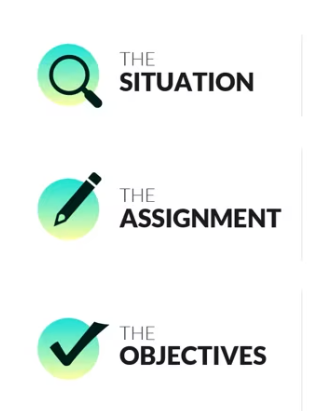 THE
SITUATION
THE
ASSIGNMENT
THE
OBJECTIVES